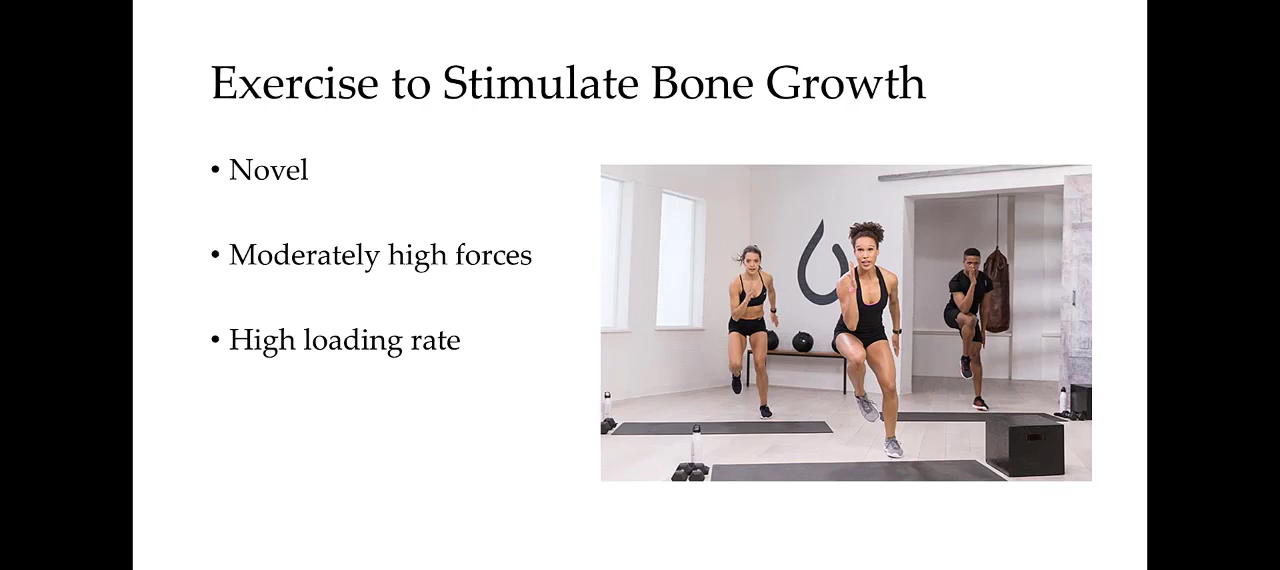 Exercise to Stimulate Bone Growth
• Novel
• Moderately high forces
• High loading rate